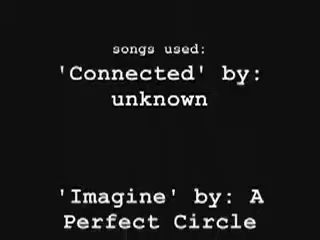 songs used:
'Connected' by:
unknown
'Imagine' by: A
Perfect Circle